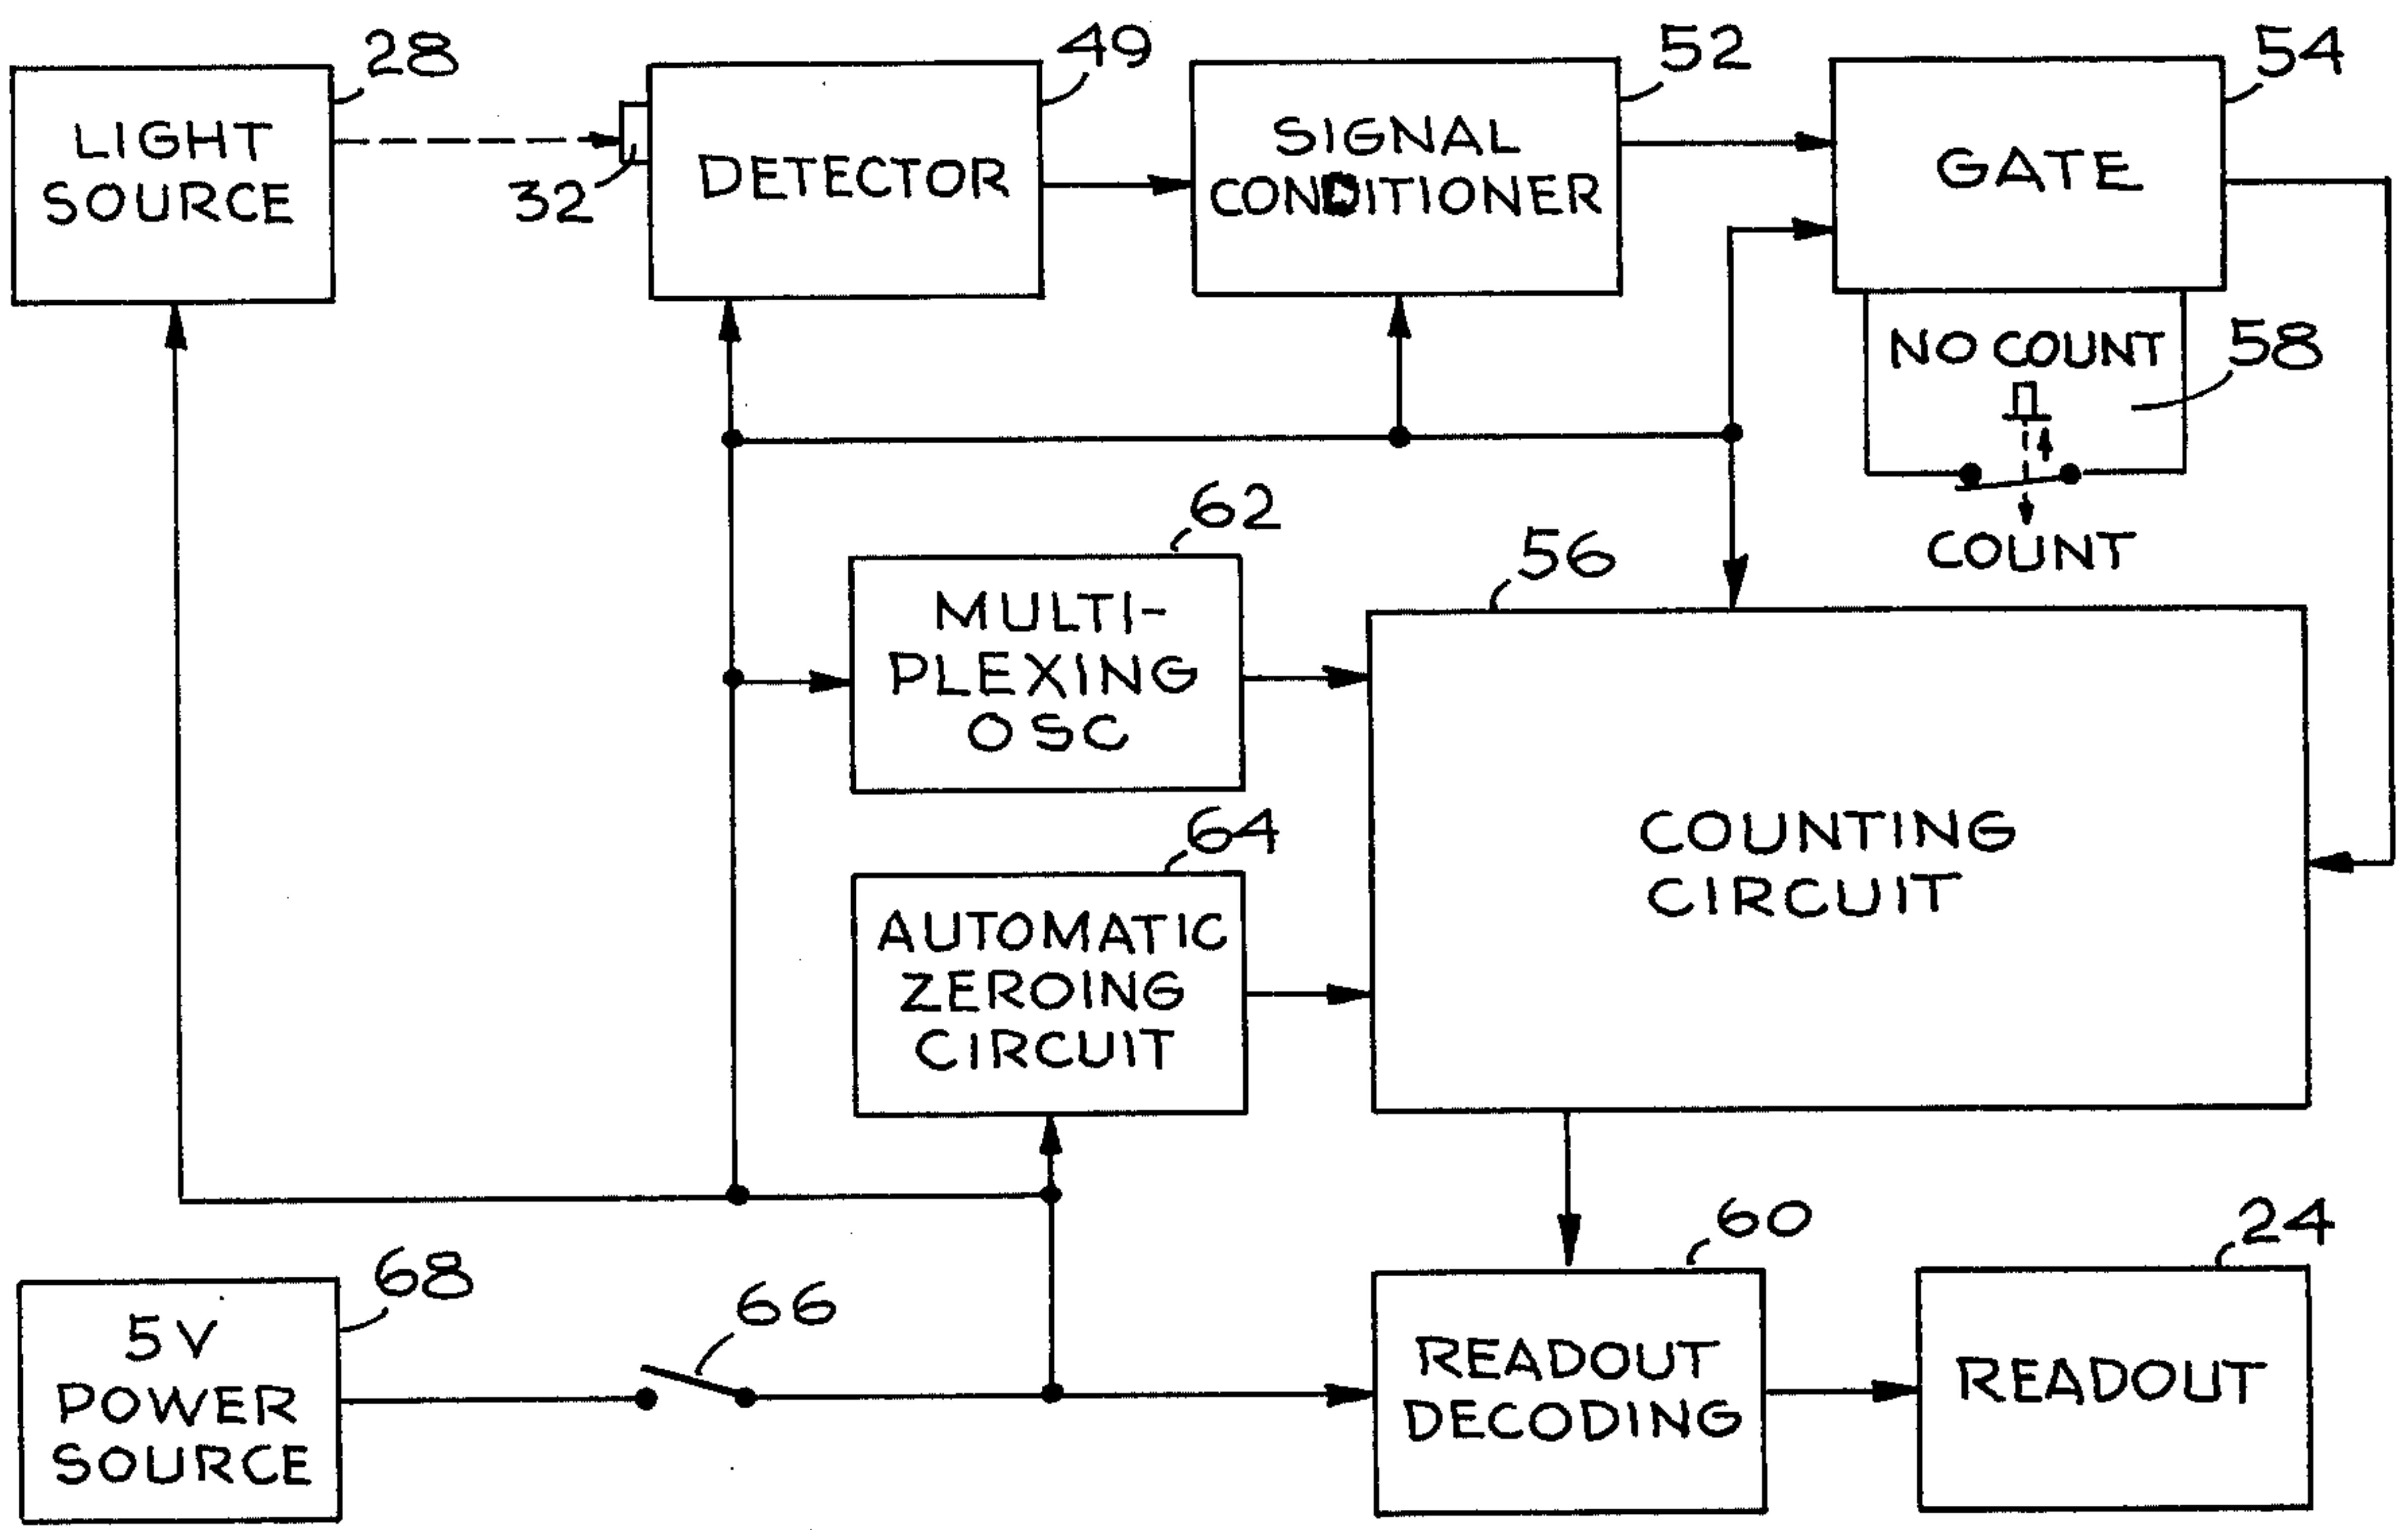 28
LIGHT
SOURCE
32
49
DETECTOR
52
SIGNAL
CONDITIONER
54
GATE
NO COUNT
58
COUNT
62
MULTI-
PLEXING
OSC
56
COUNTING
CIRCUIT
64
AUTOMATIC
ZEROING
CIRCUIT
68
5V
POWER
SOURCE
66
60
READOUT
DECODING
24
READOUT